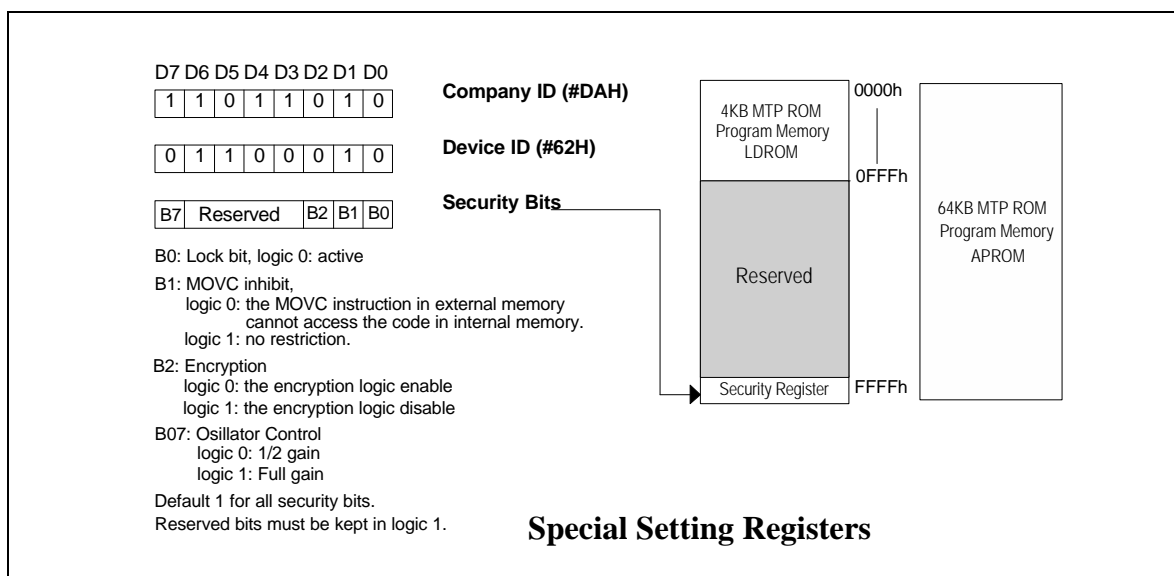 D7 D6 D5 D4 D3 D2 D1 D0
1 1 0 1 1 0 1 0
Company ID (#DAH)
0 1 1 0 0 0 1 0
Device ID (#62H)
B7 Reserved B2 B1 B0
Security Bits
B0: Lock bit, logic 0: active
B1: MOVC inhibit,
logic 0: the MOVC instruction in external memory
cannot access the code in internal memory.
logic 1: no restriction.
B2: Encryption
logic 0: the encryption logic enable
logic 1: the encryption logic disable
B07: Osillator Control
logic 0: 1/2 gain
logic 1: Full gain
Default 1 for all security bits.
Reserved bits must be kept in logic 1.
4KB MTP ROM
Program Memory
LDROM
0000h
0FFFh
Reserved
Security Register
FFFFh
64KB MTP ROM
Program Memory
APROM
Special Setting Registers